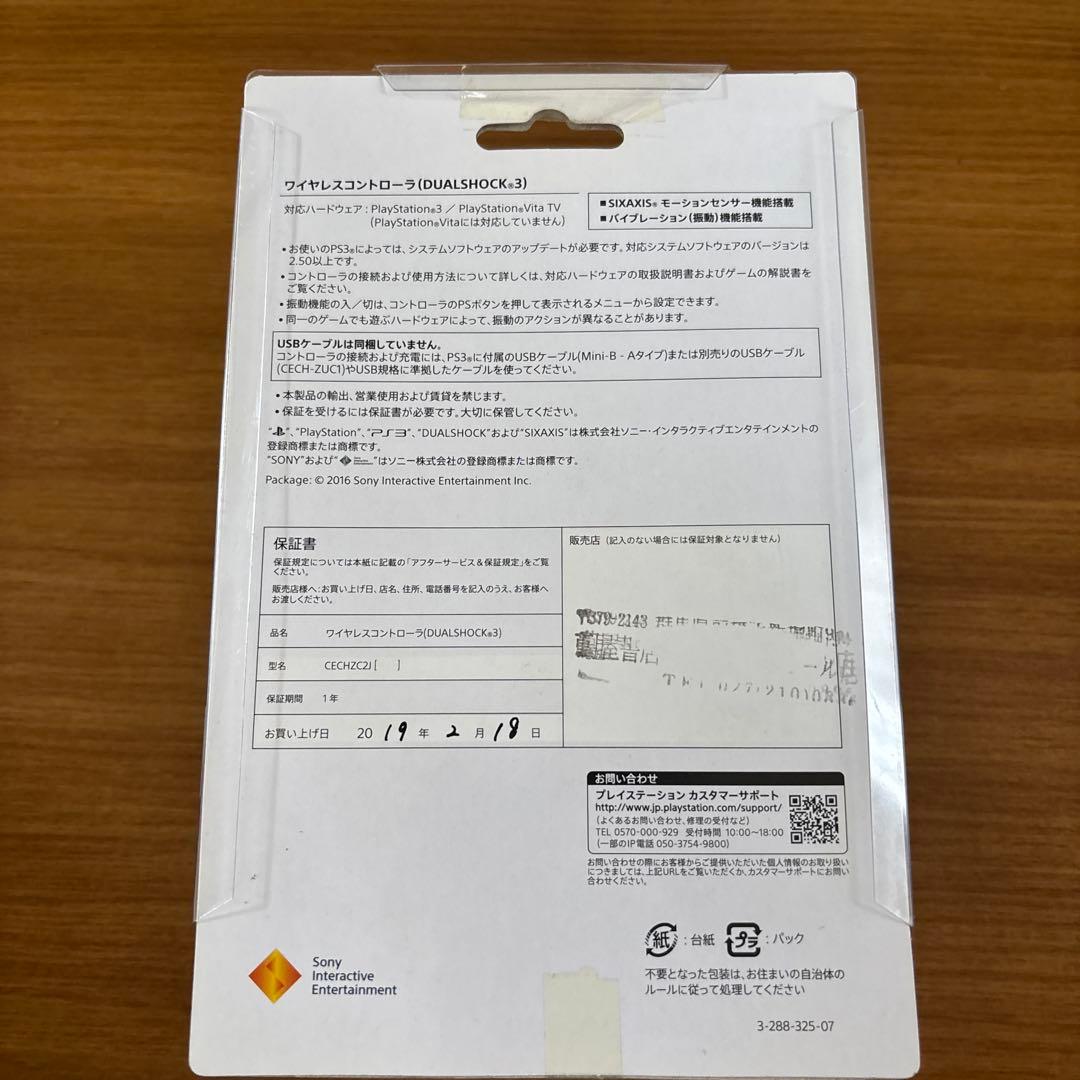 ワイヤレスコントローラ(DUALSHOCK®3)
対応ハードウェア : PlayStation®3 ／ PlayStation®Vita TV
(PlayStation®Vitaには対応していません)
■SIXAXIS® モーションセンサー機能搭載
■バイブレーション(振動)機能搭載
•お使いのPS3®によっては、システムソフトウェアのアップデートが必要です。対応システムソフトウェアのバージョンは
2.50以上です。
•コントローラの接続および使用方法について詳しくは、対応ハードウェアの取扱説明書およびゲームの解説書を
ご覧ください。
•振動機能の入／切は、コントローラのPSボタンを押して表示されるメニューから設定できます。
•同一のゲームでも遊ぶハードウェアによって、振動のアクションが異なることがあります。
USBケーブルは同梱していません。
コントローラの接続および充電には、PS3®に付属のUSBケーブル(Mini-B - Aタイプ)または別売りのUSBケーブル
(CECH-ZUC1)やUSB規格に準拠したケーブルを使ってください。
•本製品の輸出、営業使用および賃貸を禁じます。
•保証を受けるには保証書が必要です。大切に保管してください。
“ ”、“PlayStation”、“PS3”、“DUALSHOCK”および“SIXAXIS”は株式会社ソニー・インタラクティブエンタテインメントの
登録商標または商標です。
“SONY”および“ ”はソニー株式会社の登録商標または商標です。
Package: © 2016 Sony Interactive Entertainment Inc.
保証書
保証規定については本紙に記載の「アフターサービス&保証規定」をご覧
ください。
販売店様へ:お買い上げ日、店名、住所、電話番号を記入のうえ、お客様へ
お渡しください。
品名 ワイヤレスコントローラ(DUALSHOCK®3)
型名 CECHZC2J [ ]
保証期間 1年
お買い上げ日 2019年2月18日
販売店 (記入のない場合には保証対象となりません)
〒379-2143
萬屋書店
お問い合わせ
プレイステーション カスタマーサポート
http://www.jp.playstation.com/support/
(よくあるお問い合わせ、修理の受付など)
TEL 0570-000-929 受付時間 10:00〜18:00
(一部のIP電話 050-3754-9800)
お問い合わせの際にお客様からご提供いただいた個人情報のお取り扱い
につきましては、上記URLをご覧いただくか、カスタマーサポートにお問い
合わせください。
紙 : 台紙 プラ : パック
不要となった包装は、お住まいの自治体の
ルールに従って処理してください
Sony
Interactive
Entertainment
3-288-325-07